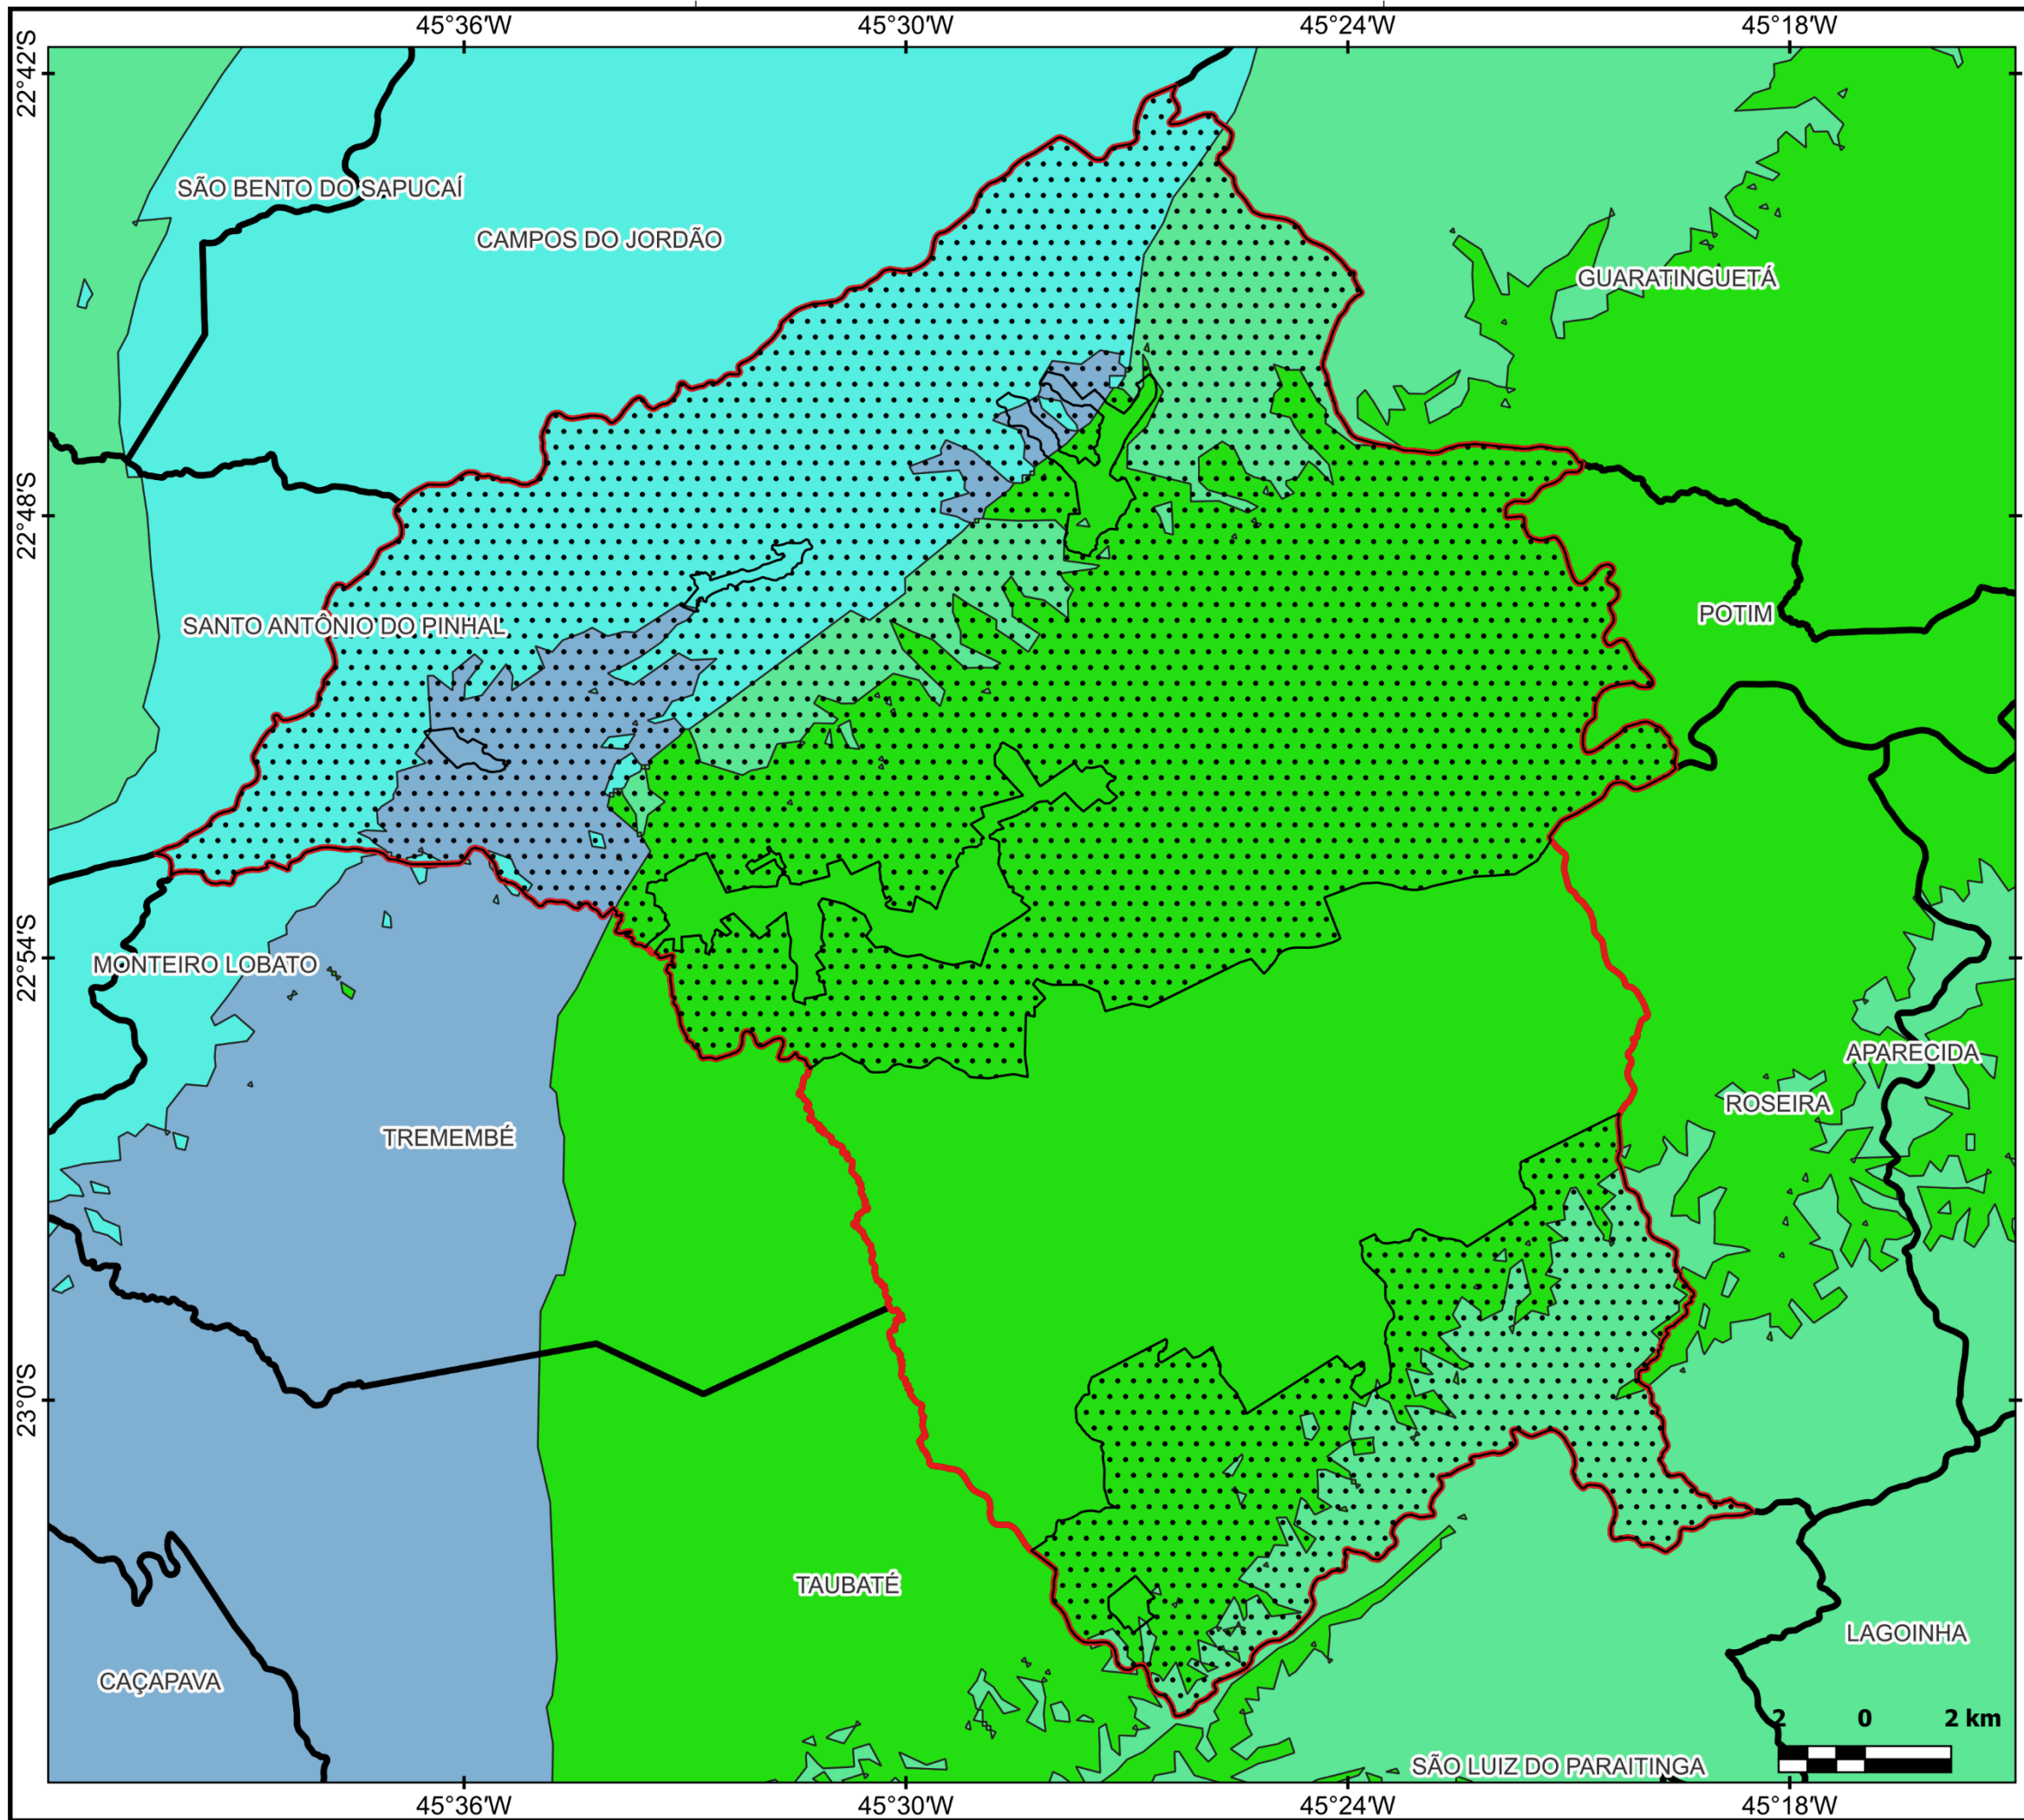 45°36'W 45°30'W 45°24'W 45°18'W
22°42'S
SÃO BENTO DO SAPUCAÍ
CAMPOS DO JORDÃO
GUARATINGUETÁ
22°48'S
SANTO ANTÔNIO DO PINHAL
POTIM
22°54'S
MONTEIRO LOBATO
APARECIDA
ROSEIRA
TREMEMBÉ
23°0'S
TAUBATÉ
LAGOINHA
CAÇAPAVA
2 0 2 km
SÃO LUIZ DO PARAITINGA
45°36'W 45°30'W 45°24'W 45°18'W